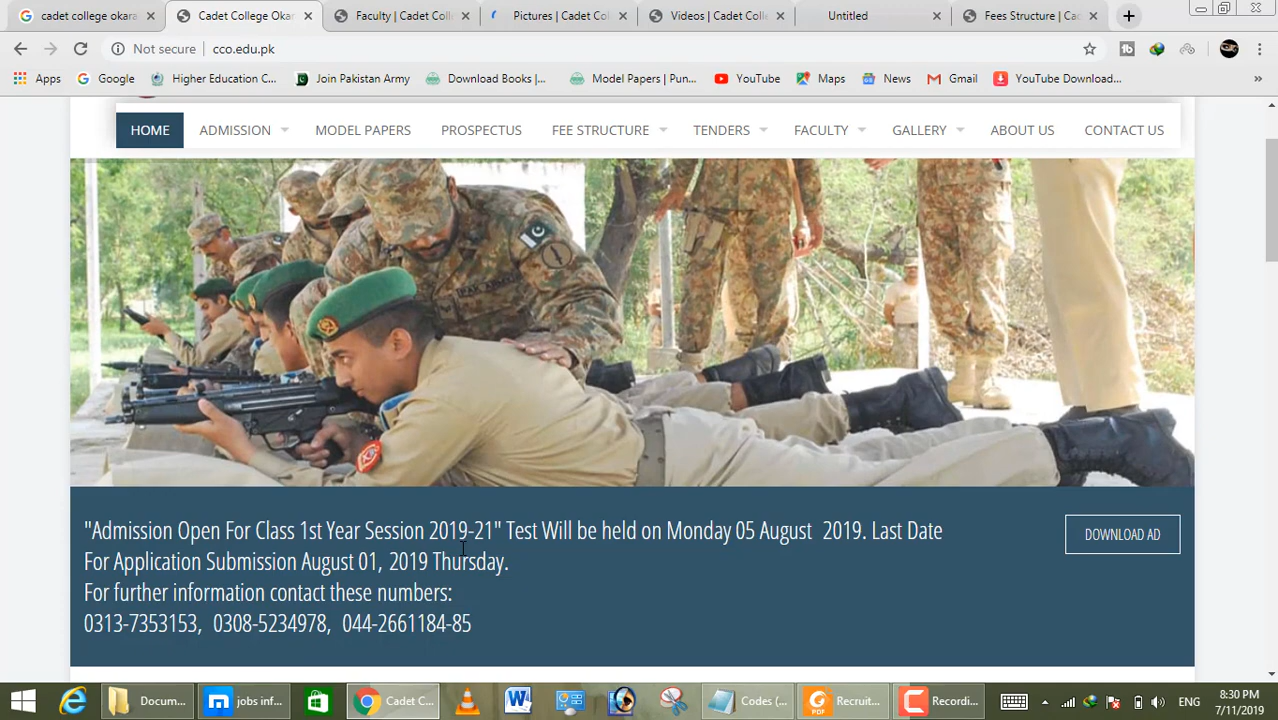 cado college okara
Cadet College Oka
Faculty | Cadet Coll
Pictures | Cadet Col
Videos | Cadet Colle
Untitled
Fees Structure | Cad
Not secure
cco.edu.pk
Apps
Google
Higher Education C...
Join Pakistan Army
Download Books |...
Model Papers | Pun...
YouTube
Maps
News
Gmail
YouTube Download...
»
HOME
ADMISSION
MODEL PAPERS
PROSPECTUS
FEE STRUCTURE
TENDERS
FACULTY
GALLERY
ABOUT US
CONTACT US
"Admission Open For Class 1st Year Session 2019-21" Test Will be held on Monday 05 August 2019. Last Date
For Application Submission August 01, 2019 Thursday.
For further information contact these numbers:
0313-7353153, 0308-5234978, 044-2661184-85
DOWNLOAD AD
Docum...
jobs inf...
Cadet C...
Codes (...
Recruit...
Recordi...
ENG
8:30 PM
7/11/2019